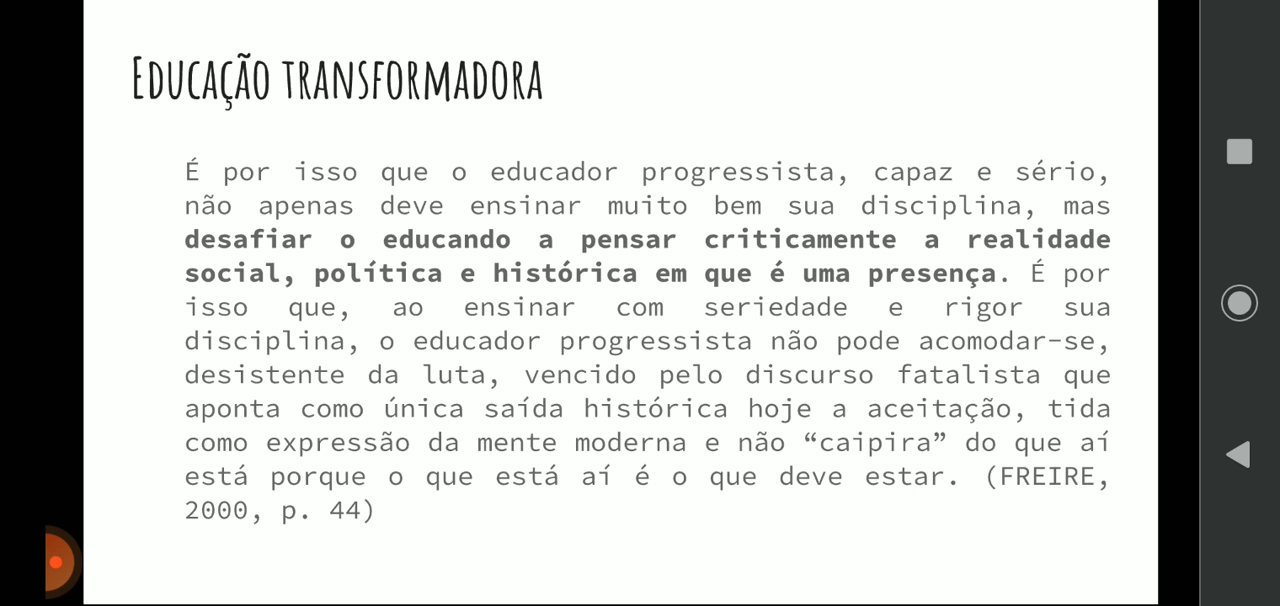 Educação transformadora
É por isso que o educador progressista, capaz e sério,
não apenas deve ensinar muito bem sua disciplina, mas
desafiar o educando a pensar criticamente a realidade
social, política e histórica em que é uma presença. É por
isso que, ao ensinar com seriedade e rigor sua
disciplina, o educador progressista não pode acomodar-se,
desistente da luta, vencido pelo discurso fatalista que
aponta como única saída histórica hoje a aceitação, tida
como expressão da mente moderna e não “caipira” do que aí
está porque o que está aí é o que deve estar. (FREIRE,
2000, p. 44)